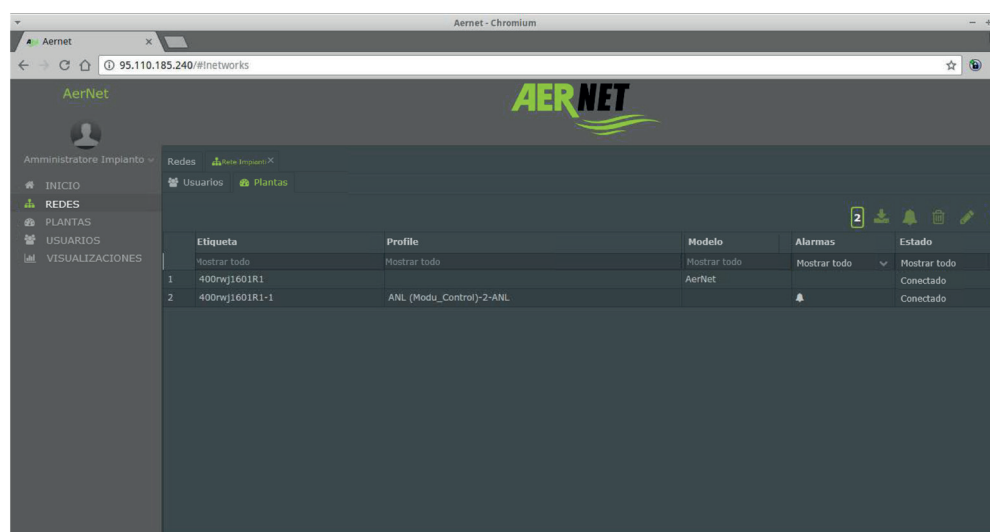 Aernet - Chromium
Aernet
95.110.185.240/#!networks
AerNet
AERNET
Amministratore Impianto
INICIO
REDES
PLANTAS
USUARIOS
VISUALIZACIONES
Redes Rete Impianti
Usuarios Plantas
2
Etiqueta Profile Modelo Alarmas Estado
Mostrar todo Mostrar todo Mostrar todo Mostrar todo Mostrar todo
1 400rwj1601R1 AerNet Conectado
2 400rwj1601R1-1 ANL (Modu_Control)-2-ANL Conectado